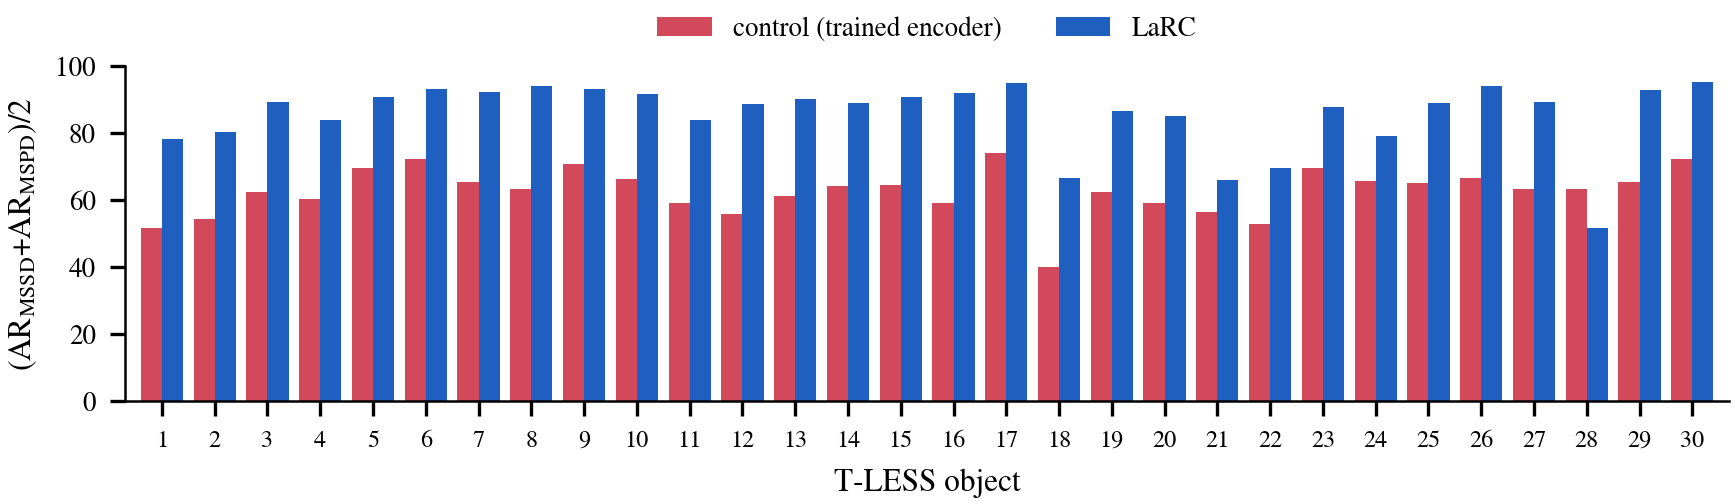 control (trained encoder) LaRC
(AR_MSSD+AR_MSPD)/2
100
80
60
40
20
0
1 2 3 4 5 6 7 8 9 10 11 12 13 14 15 16 17 18 19 20 21 22 23 24 25 26 27 28 29 30
T-LESS object